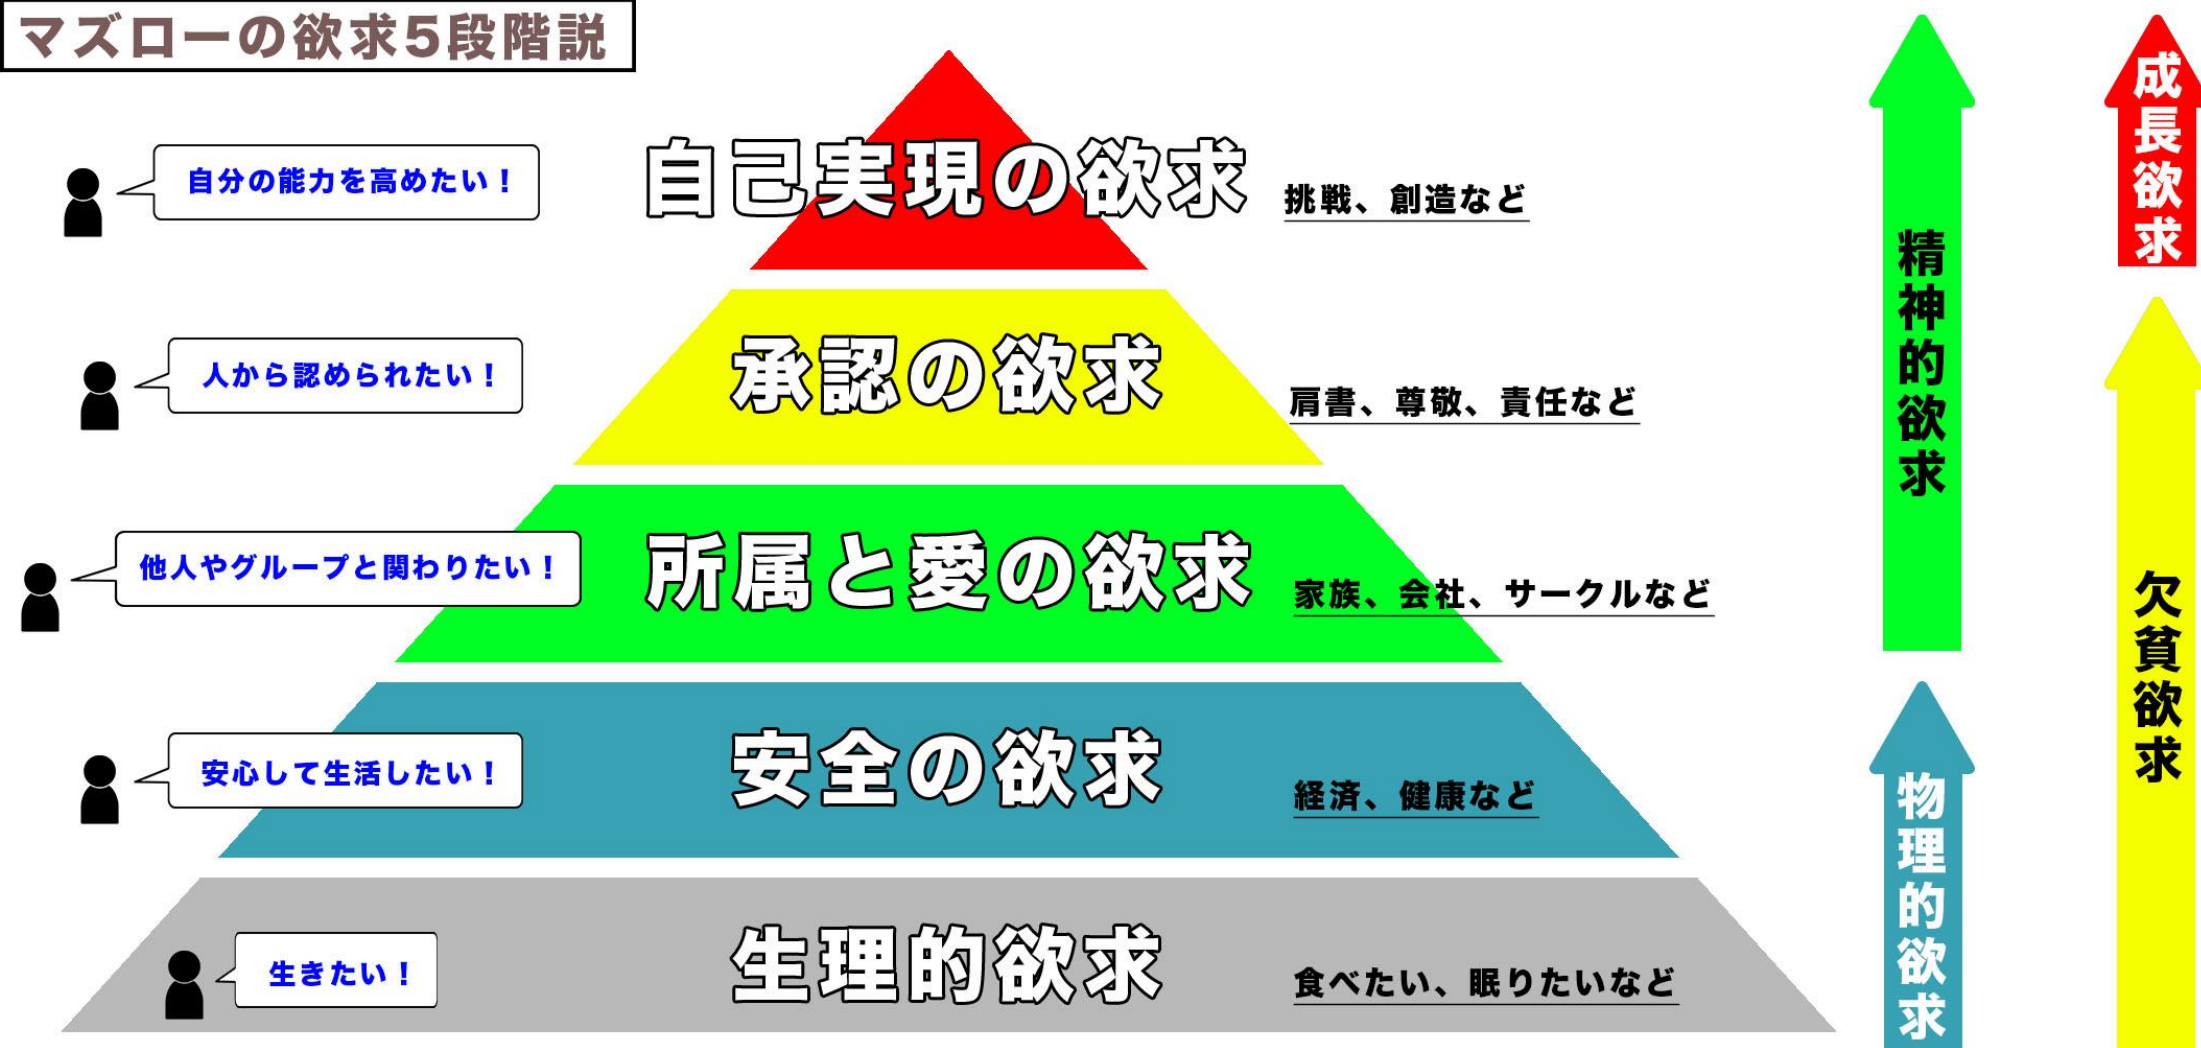 マズローの欲求5段階説
自分の能力を高めたい！
自己実現の欲求
挑戦、創造など
人から認められたい！
承認の欲求
肩書、尊敬、責任など
他人やグループと関わりたい！
所属と愛の欲求
家族、会社、サークルなど
安心して生活したい！
安全の欲求
経済、健康など
生きたい！
生理的欲求
食べたい、眠りたいなど
精神的欲求
物理的欲求
成長欲求
欠貧欲求